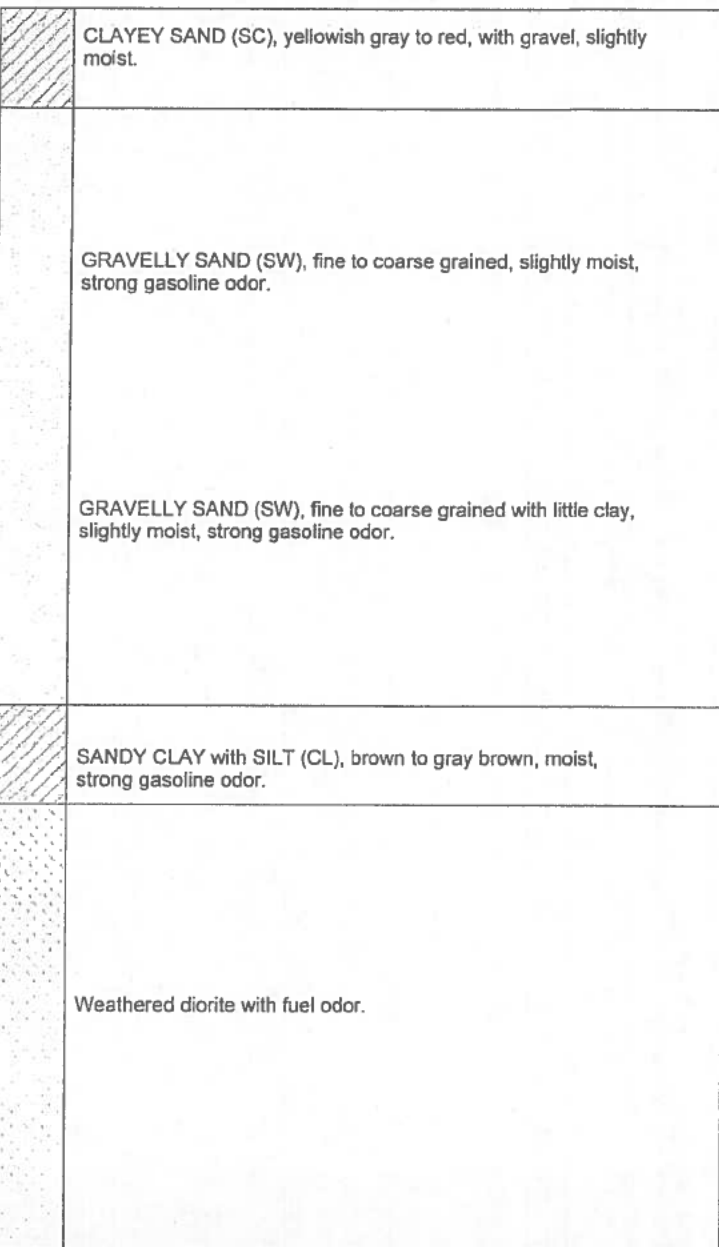 CLAYEY SAND (SC), yellowish gray to red, with gravel, slightly
moist.
GRAVELLY SAND (SW), fine to coarse grained, slightly moist,
strong gasoline odor.
GRAVELLY SAND (SW), fine to coarse grained with little clay,
slightly moist, strong gasoline odor.
SANDY CLAY with SILT (CL), brown to gray brown, moist,
strong gasoline odor.
Weathered diorite with fuel odor.